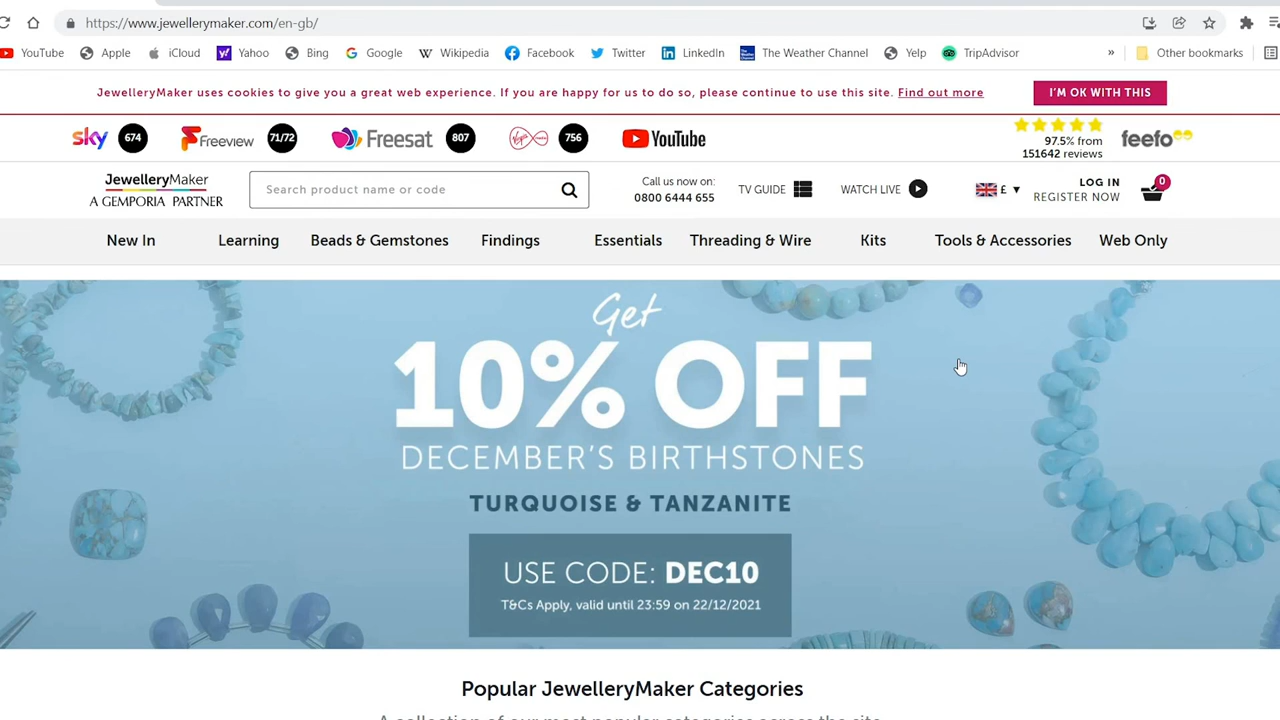 https://www.jewellerymaker.com/en-gb/
YouTube Apple iCloud Yahoo Bing Google Wikipedia Facebook Twitter LinkedIn The Weather Channel Yelp TripAdvisor » Other bookmarks
JewelleryMaker uses cookies to give you a great web experience. If you are happy for us to do so, please continue to use this site. Find out more
I'M OK WITH THIS
sky 674 Freeview 71/72 Freesat 807 Virgin media 756 YouTube
97.5% from
151642 reviews
feefo
JewelleryMaker
A GEMPORIA PARTNER
Search product name or code
Call us now on:
0800 6444 655
TV GUIDE
WATCH LIVE
£
LOG IN
REGISTER NOW
0
New In Learning Beads & Gemstones Findings Essentials Threading & Wire Kits Tools & Accessories Web Only
Get
10% OFF
DECEMBER'S BIRTHSTONES
TURQUOISE & TANZANITE
USE CODE: DEC10
T&Cs Apply, valid until 23:59 on 22/12/2021
Popular JewelleryMaker Categories
A collection of our most popular categories across the site